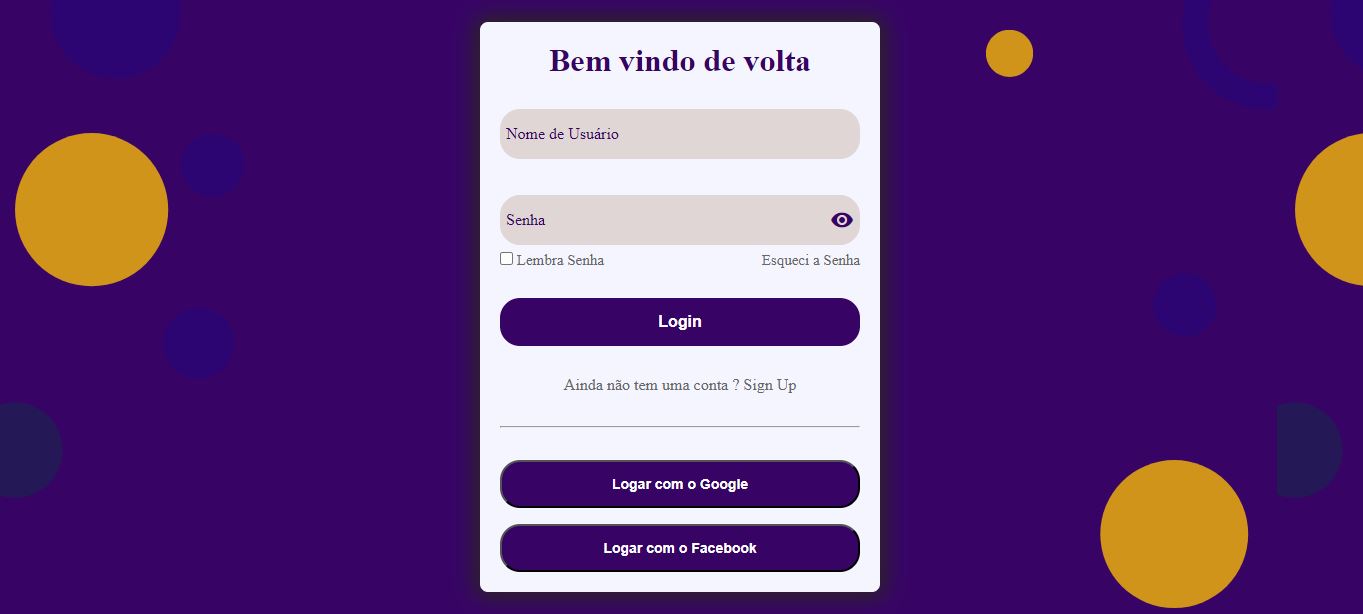 Bem vindo de volta
Nome de Usuário
Senha
Lembra Senha Esqueci a Senha
Login
Ainda não tem uma conta ? Sign Up
Logar com o Google
Logar com o Facebook